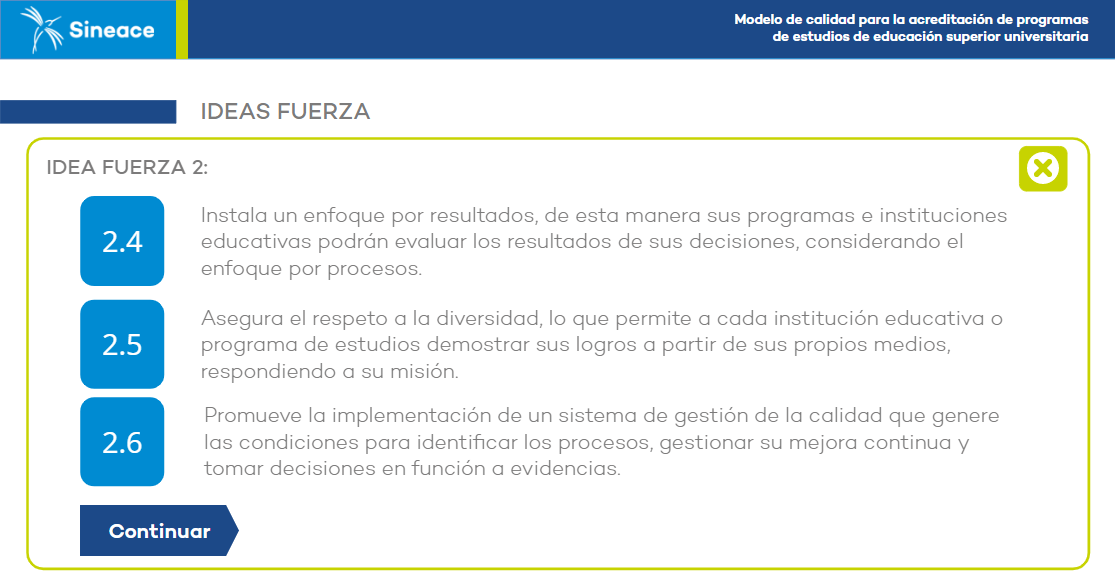 Sineace
Modelo de calidad para la acreditación de programas
de estudios de educación superior universitaria
IDEAS FUERZA
IDEA FUERZA 2:
2.4
Instala un enfoque por resultados, de esta manera sus programas e instituciones
educativas podrán evaluar los resultados de sus decisiones, considerando el
enfoque por procesos.
2.5
Asegura el respeto a la diversidad, lo que permite a cada institución educativa o
programa de estudios demostrar sus logros a partir de sus propios medios,
respondiendo a su misión.
2.6
Promueve la implementación de un sistema de gestión de la calidad que genere
las condiciones para identificar los procesos, gestionar su mejora continua y
tomar decisiones en función a evidencias.
Continuar